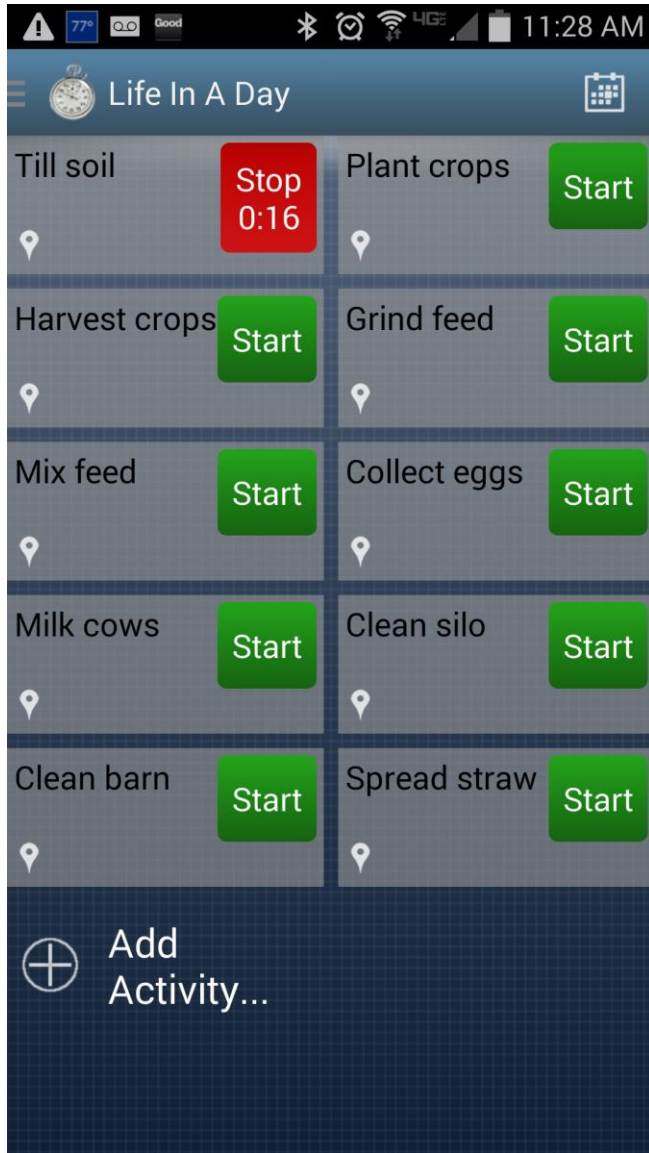 77° Good 4G 11:28 AM
Life In A Day
Till soil
Stop
0:16
Plant crops
Start
Harvest crops
Start
Grind feed
Start
Mix feed
Start
Collect eggs
Start
Milk cows
Start
Clean silo
Start
Clean barn
Start
Spread straw
Start
Add
Activity...